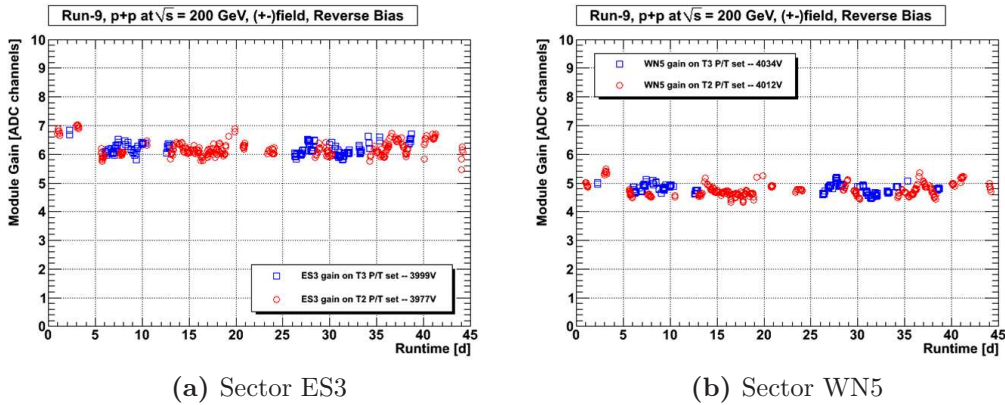 Run-9, p+p at √s = 200 GeV, (+-)field, Reverse Bias
Module Gain [ADC channels]
10
9
8
7
6
5
4
3
2
1
0
ES3 gain on T3 P/T set -- 3999V
ES3 gain on T2 P/T set -- 3977V
0 5 10 15 20 25 30 35 40 45
Runtime [d]
(a) Sector ES3
Run-9, p+p at √s = 200 GeV, (+-)field, Reverse Bias
Module Gain [ADC channels]
10
9
8
7
6
5
4
3
2
1
0
WN5 gain on T3 P/T set -- 4034V
WN5 gain on T2 P/T set -- 4012V
0 5 10 15 20 25 30 35 40 45
Runtime [d]
(b) Sector WN5